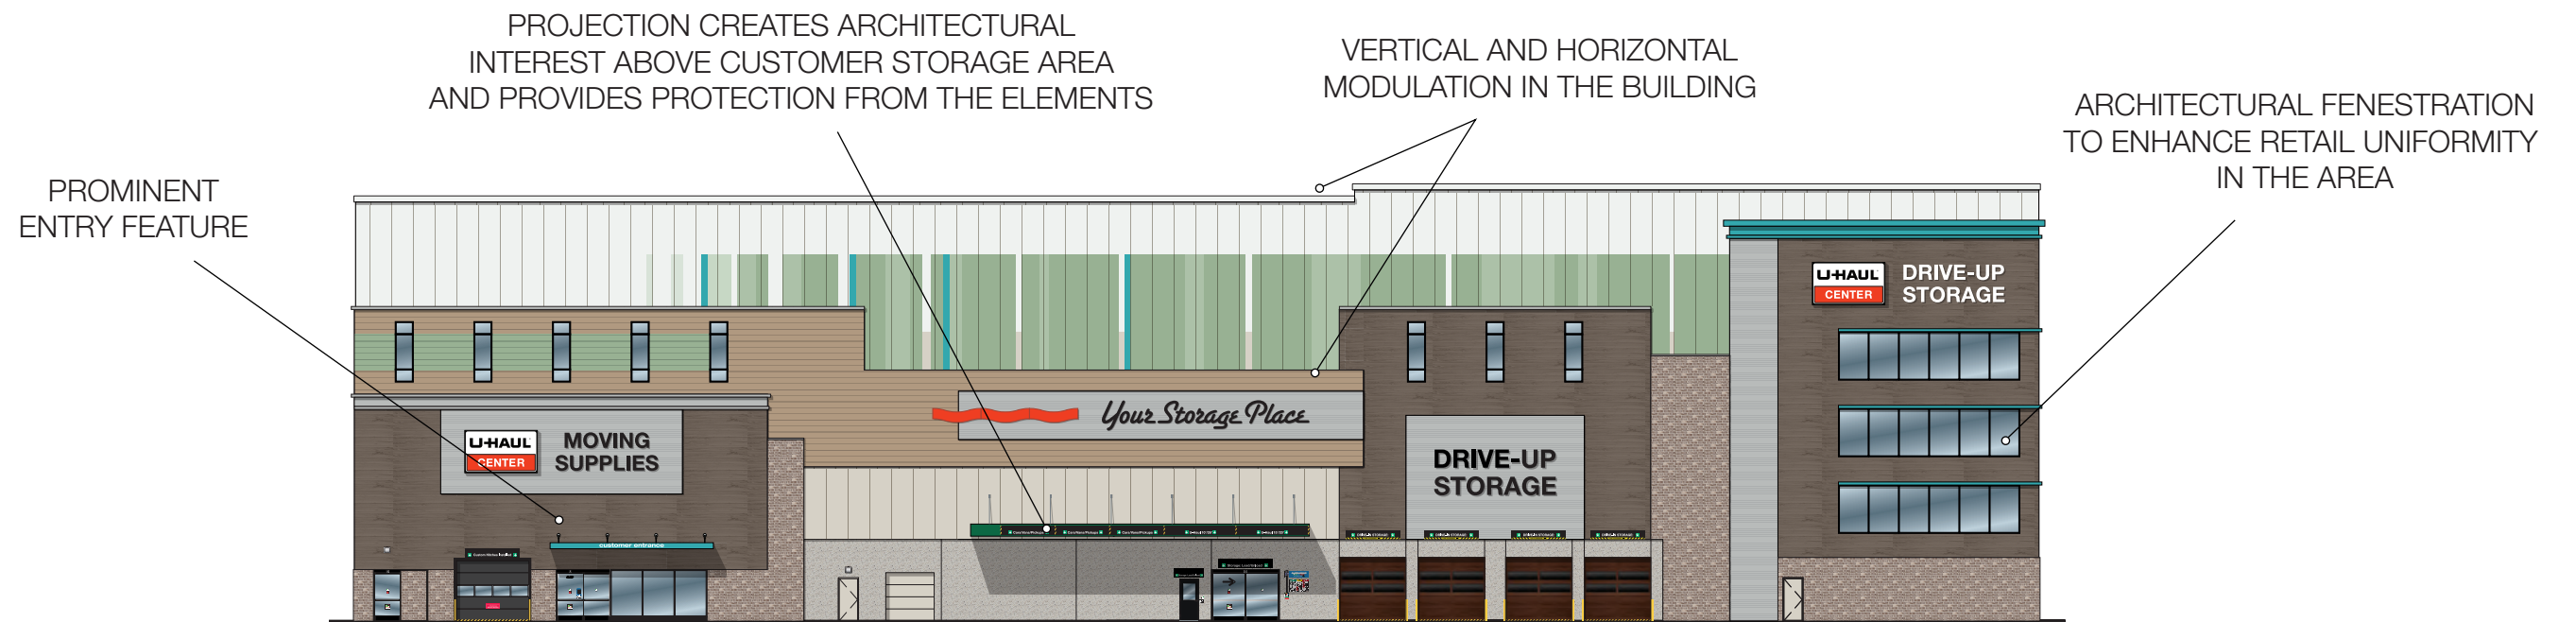 PROJECTION CREATES ARCHITECTURAL
INTEREST ABOVE CUSTOMER STORAGE AREA
AND PROVIDES PROTECTION FROM THE ELEMENTS
VERTICAL AND HORIZONTAL
MODULATION IN THE BUILDING
ARCHITECTURAL FENESTRATION
TO ENHANCE RETAIL UNIFORMITY
IN THE AREA
PROMINENT
ENTRY FEATURE
U-HAUL
CENTER
DRIVE-UP
STORAGE
Your Storage Place
U-HAUL
CENTER
MOVING
SUPPLIES
DRIVE-UP
STORAGE
customer entrance